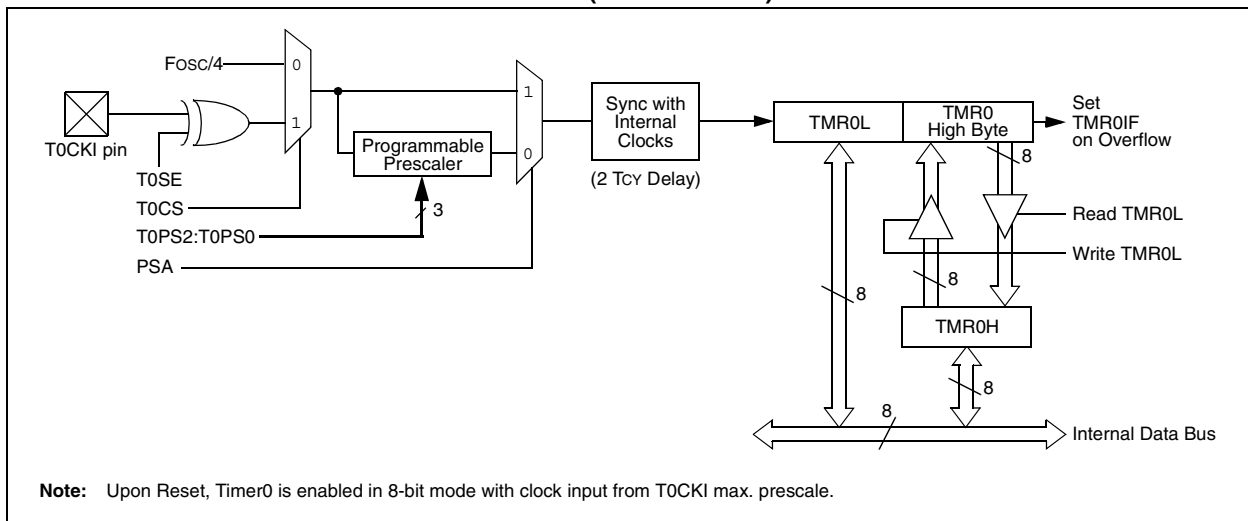 FOSC/4
0
1
T0CKI pin
T0SE
T0CS
T0PS2:T0PS0
PSA
Programmable
Prescaler
3
1
0
Sync with
Internal
Clocks
(2 TCY Delay)
TMR0L
TMR0
High Byte
Set
TMR0IF
on Overflow
8
Read TMR0L
Write TMR0L
8
8
TMR0H
8
8
Internal Data Bus
Note: Upon Reset, Timer0 is enabled in 8-bit mode with clock input from T0CKI max. prescale.